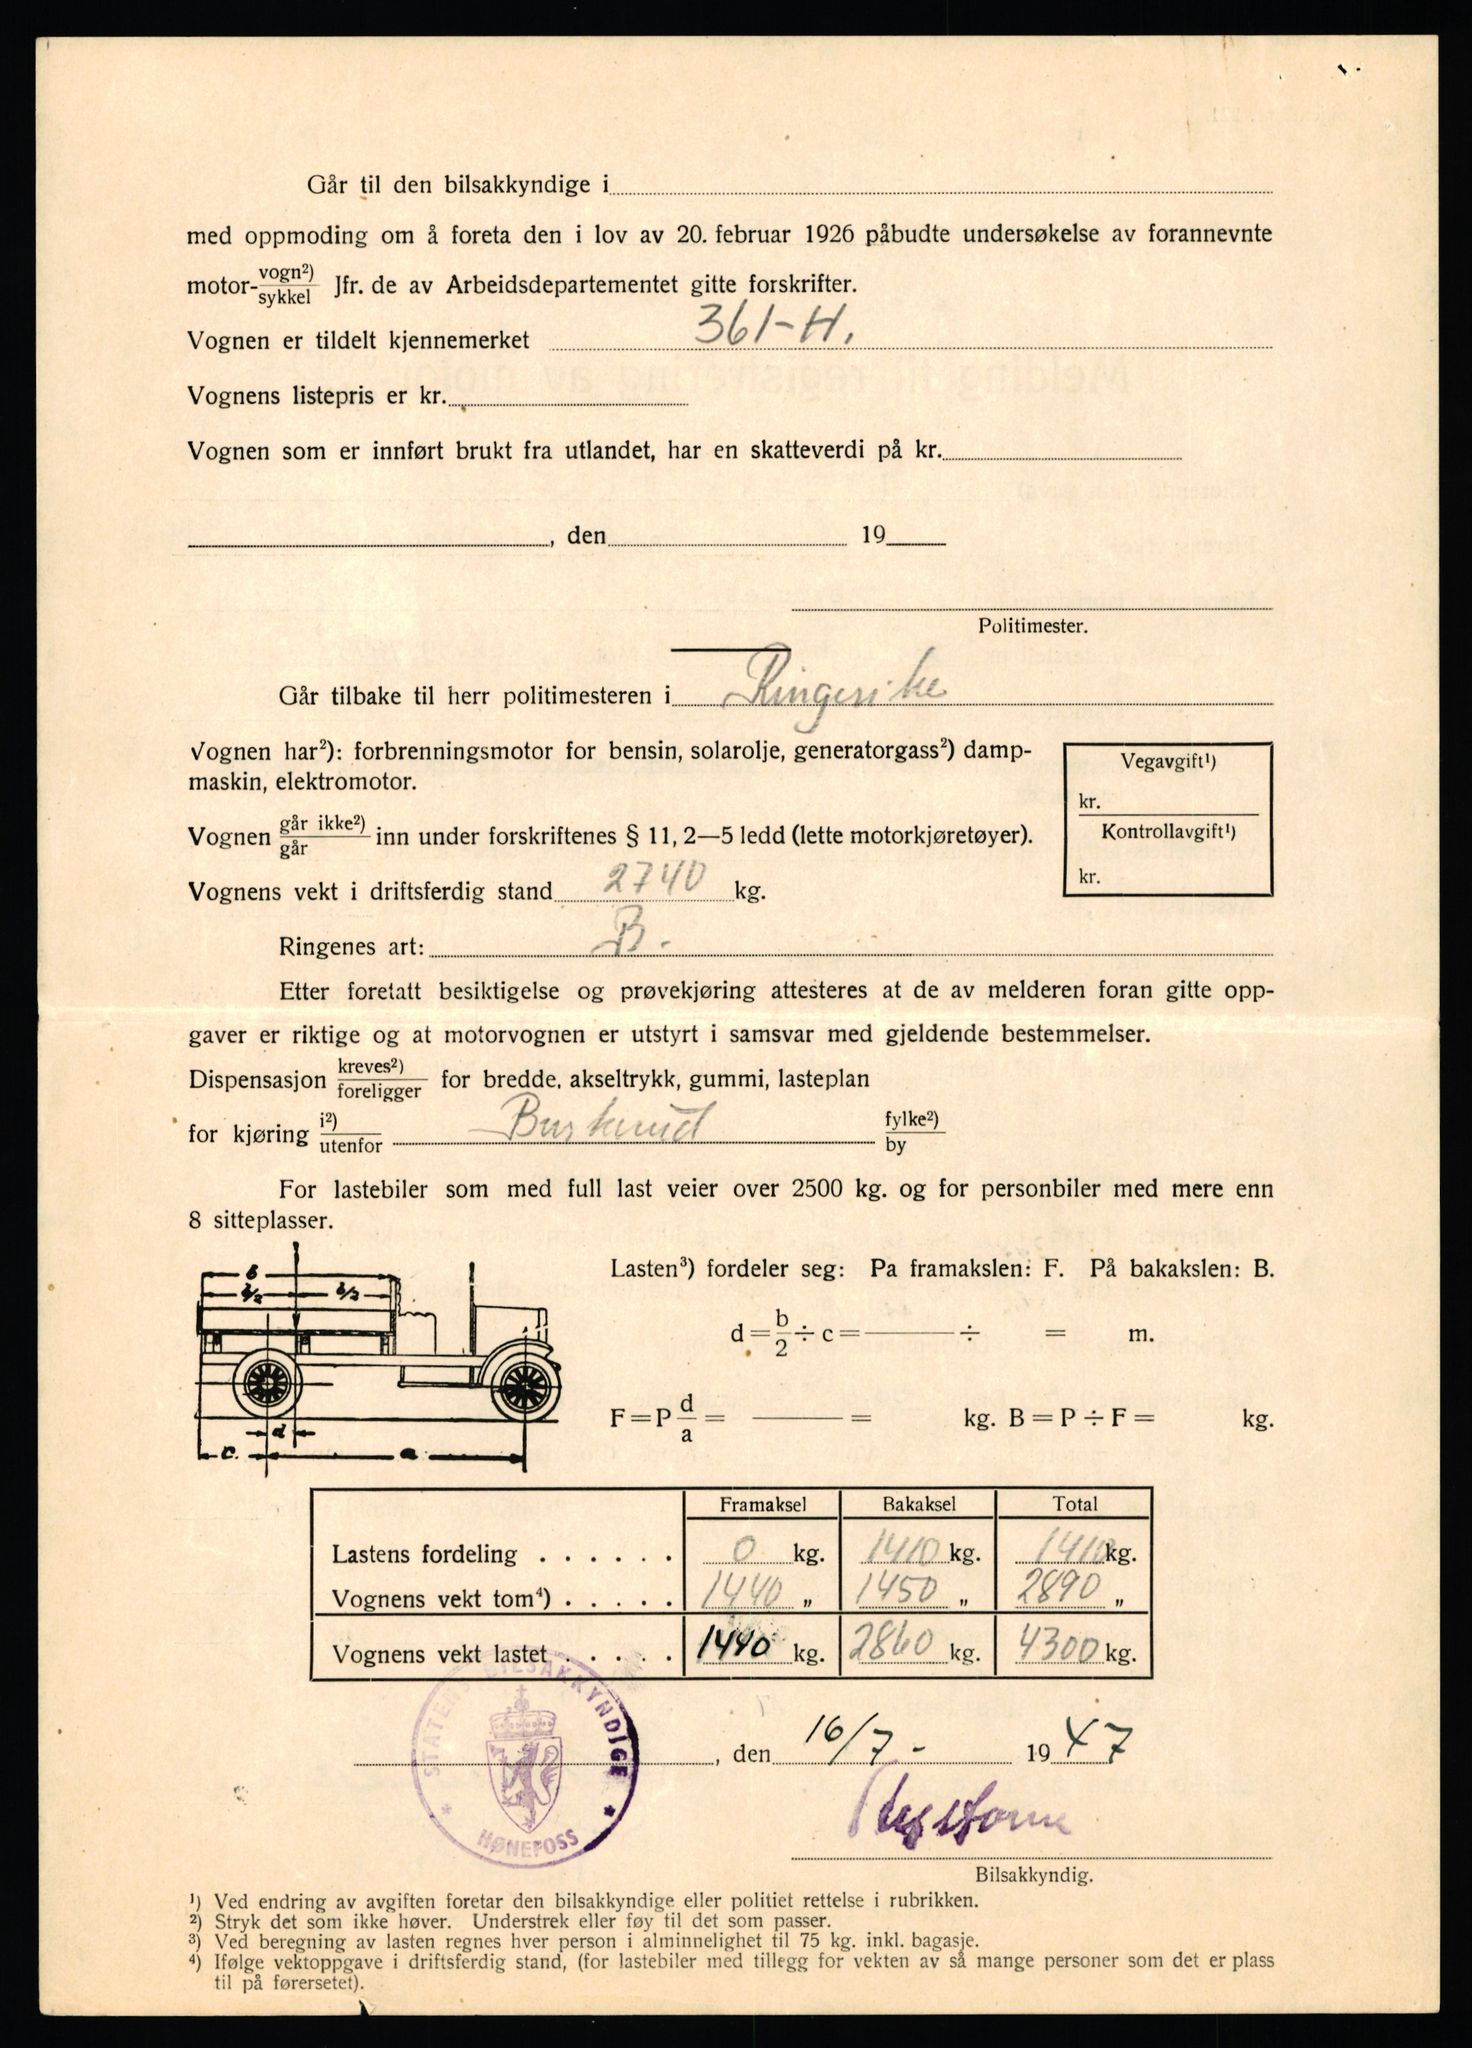 Går til den bilsakkyndige i
med oppmoding om å foreta den i lov av 20. februar 1926 påbudte undersøkelse av forannevnte
motor- vogn²) / sykkel Jfr. de av Arbeidsdepartementet gitte forskrifter.
Vognen er tildelt kjennemerket 361-H.
Vognens listepris er kr.
Vognen som er innført brukt fra utlandet, har en skatteverdi på kr.
, den 19
Politimester.
Går tilbake til herr politimesteren i Ringerike
Vognen har²): forbrenningsmotor for bensin, solarolje, generatorgass²) damp-
maskin, elektromotor.
Vegavgift¹)
kr.
Kontrollavgift¹)
kr.
Vognen går ikke²) / går inn under forskriftenes § 11, 2—5 ledd (lette motorkjøretøyer).
Vognens vekt i driftsferdig stand 2740 kg.
Ringenes art: B.
Etter foretatt besiktigelse og prøvekjøring attesteres at de av melderen foran gitte opp-
gaver er riktige og at motorvognen er utstyrt i samsvar med gjeldende bestemmelser.
Dispensasjon kreves²) / foreligger for bredde, akseltrykk, gummi, lasteplan
for kjøring i²) / utenfor Buskerud fylke²) / by
For lastebiler som med full last veier over 2500 kg. og for personbiler med mere enn
8 sitteplasser.
b
b/2 b/2
d
c. a
Lasten³) fordeler seg: Pa framakslen: F. På bakakslen: B.
d = b/2 ÷ c = ——— ÷ = m.
F = P d/a = ——— = kg. B = P ÷ F = kg.
Framaksel Bakaksel Total
Lastens fordeling . . . . . . 0 kg. 1410 kg. 1410 kg.
Vognens vekt tom⁴) . . . . . 1440 „ 1450 „ 2890 „
Vognens vekt lastet . . . . . 1440 kg. 2860 kg. 4300 kg.
STATENS BILSAKKYNDIGE
* HØNEFOSS *
, den 16/7 - 19 47
Bilsakkyndig.
¹) Ved endring av avgiften foretar den bilsakkyndige eller politiet rettelse i rubrikken.
²) Stryk det som ikke høver. Understrek eller føy til det som passer.
³) Ved beregning av lasten regnes hver person i alminnelighet til 75 kg. inkl. bagasje.
⁴) Ifølge vektoppgave i driftsferdig stand, (for lastebiler med tillegg for vekten av så mange personer som det er plass
til på førersetet).